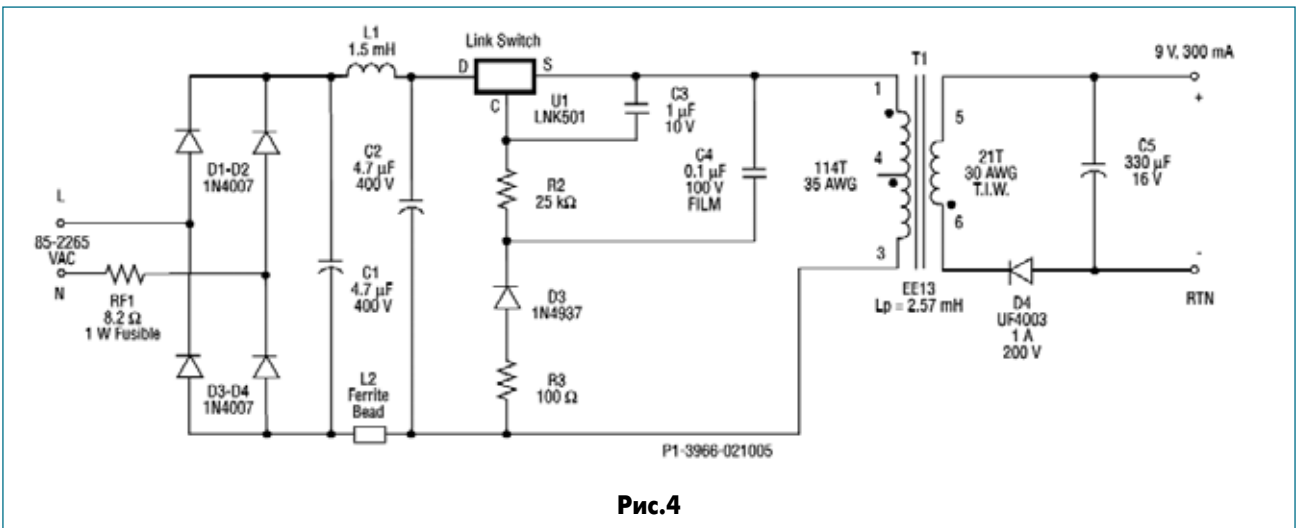 L1
1.5 mH
Link Switch
D
S
C
U1
LNK501
C3
1 µF
10 V
C4
0.1 µF
100 V
FILM
T1
1
4
3
114T
35 AWG
5
21T
30 AWG
T.I.W.
6
9 V, 300 mA
+
C5
330 µF
16 V
-
RTN
D1-D2
1N4007
C2
4.7 µF
400 V
R2
25 kΩ
L
85-2265
VAC
N
RF1
8.2 Ω
1 W Fusible
C1
4.7 µF
400 V
D3
1N4937
EE13
Lp = 2.57 mH
D4
UF4003
1 A
200 V
D3-D4
1N4007
L2
Ferrite
Bead
R3
100 Ω
P1-3966-021005
Рис.4